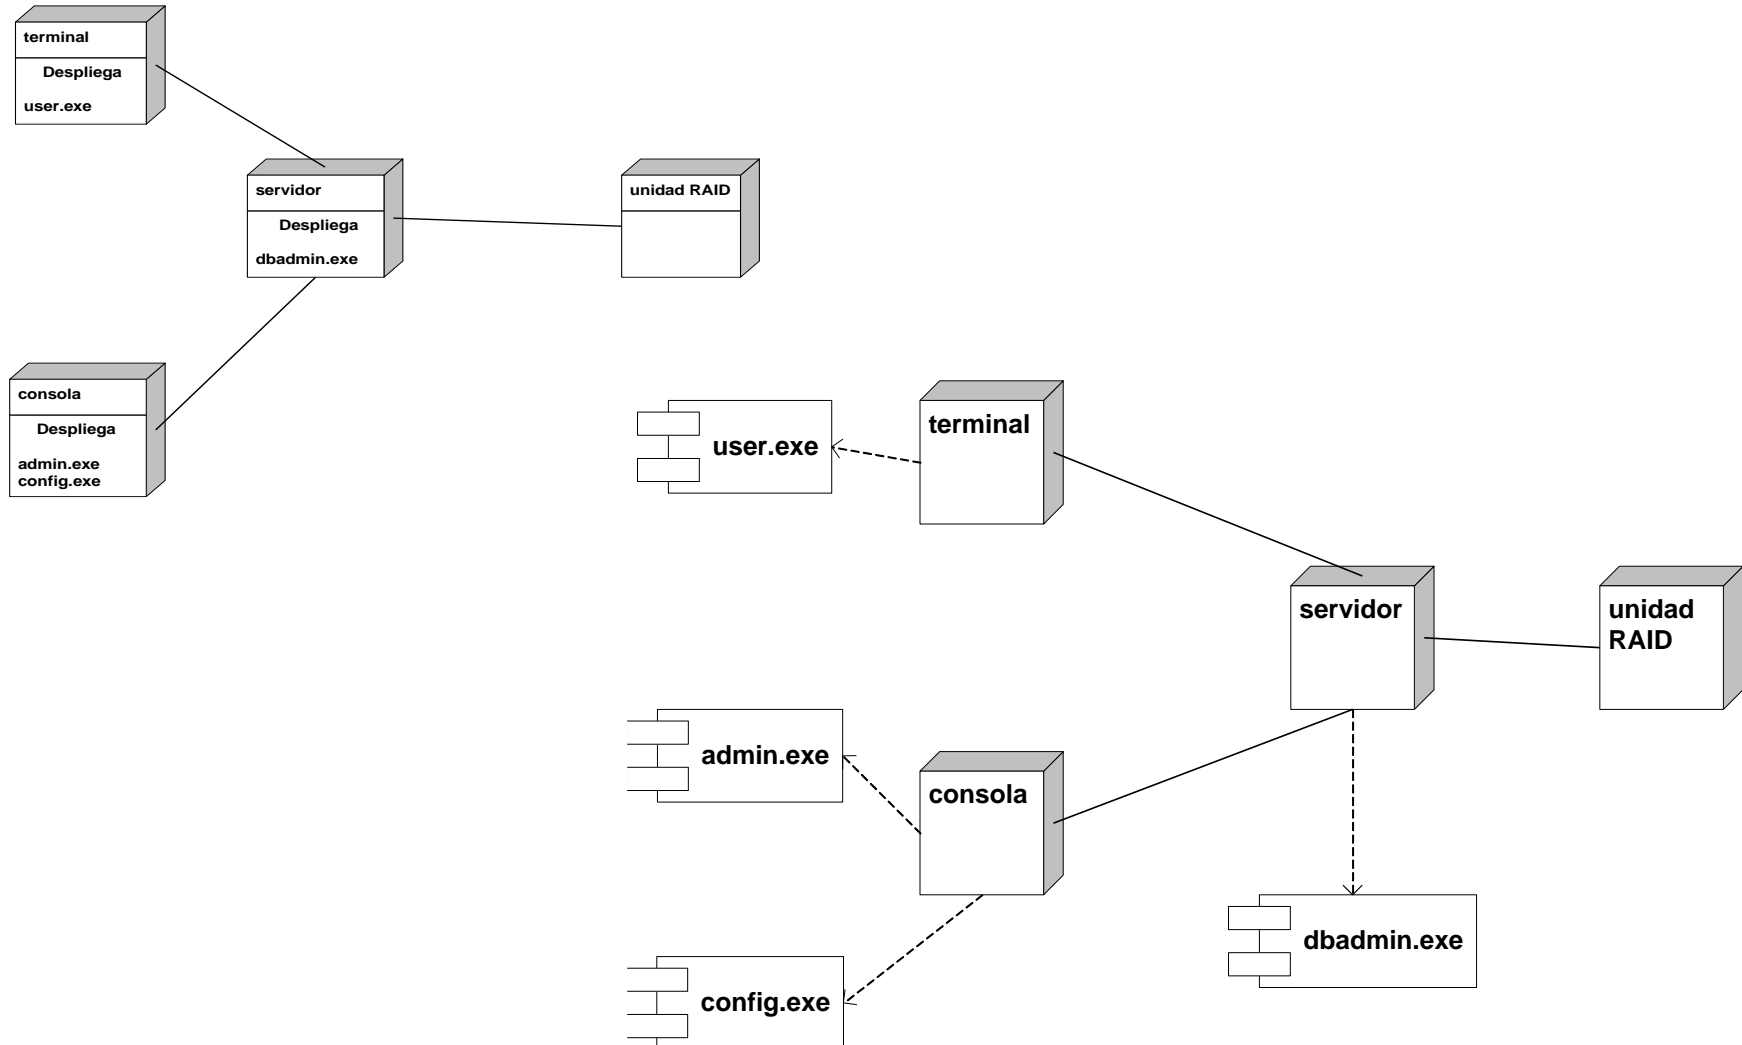 terminal
Despliega
user.exe
servidor
Despliega
dbadmin.exe
unidad RAID
consola
Despliega
admin.exe
config.exe
user.exe
terminal
servidor
unidad
RAID
admin.exe
consola
dbadmin.exe
config.exe